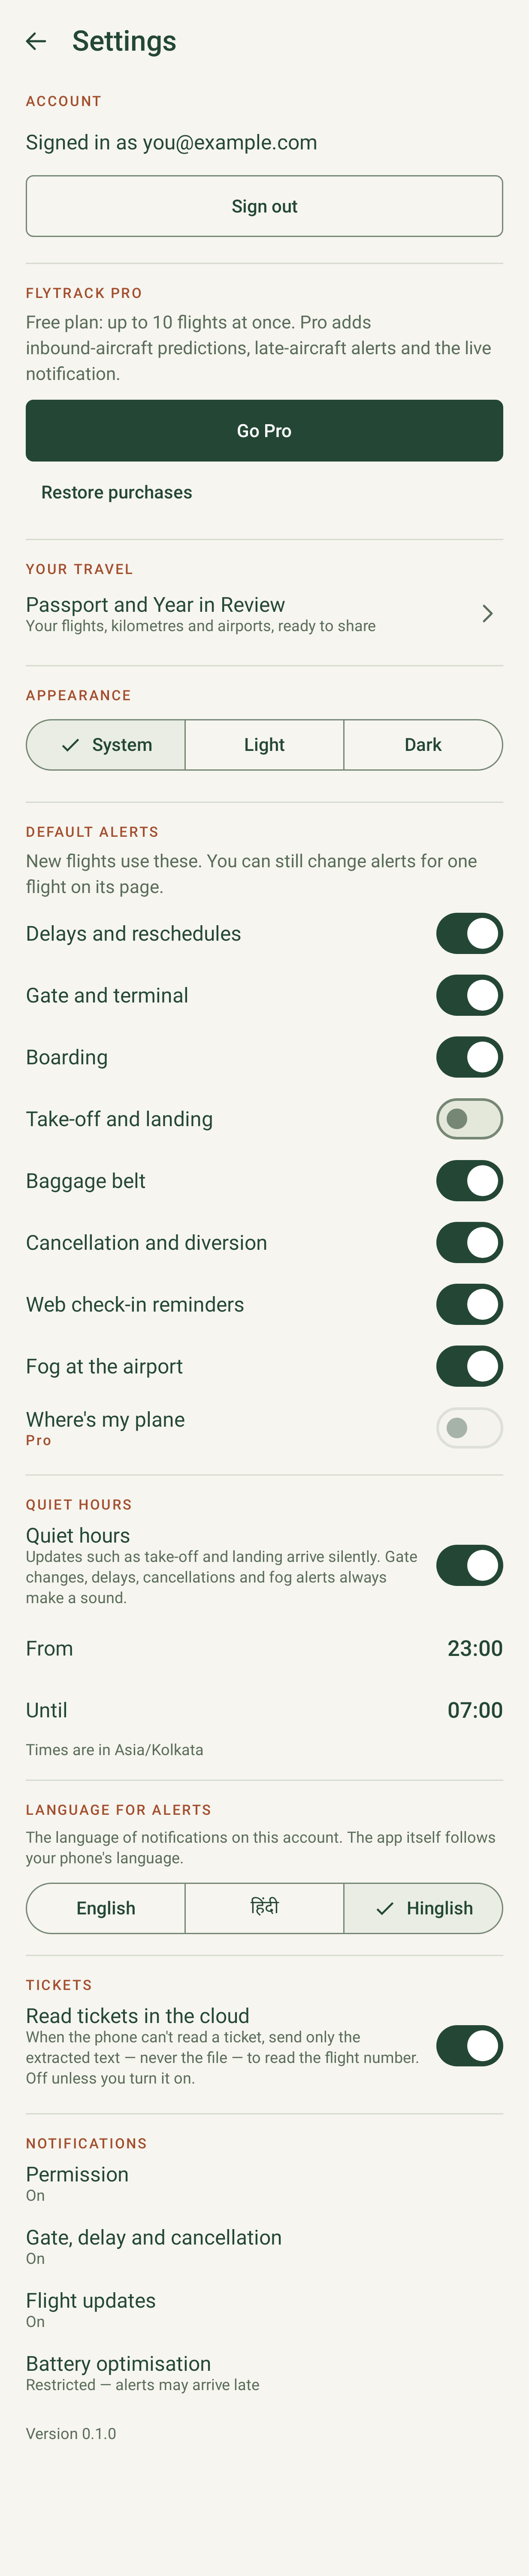 Settings
ACCOUNT
Signed in as you@example.com
Sign out
FLYTRACK PRO
Free plan: up to 10 flights at once. Pro adds
inbound-aircraft predictions, late-aircraft alerts and the live
notification.
Go Pro
Restore purchases
YOUR TRAVEL
Passport and Year in Review
Your flights, kilometres and airports, ready to share
APPEARANCE
System
Light
Dark
DEFAULT ALERTS
New flights use these. You can still change alerts for one
flight on its page.
Delays and reschedules
Gate and terminal
Boarding
Take-off and landing
Baggage belt
Cancellation and diversion
Web check-in reminders
Fog at the airport
Where's my plane
Pro
QUIET HOURS
Quiet hours
Updates such as take-off and landing arrive silently. Gate
changes, delays, cancellations and fog alerts always
make a sound.
From 23:00
Until 07:00
Times are in Asia/Kolkata
LANGUAGE FOR ALERTS
The language of notifications on this account. The app itself follows
your phone's language.
English
हिंदी
Hinglish
TICKETS
Read tickets in the cloud
When the phone can't read a ticket, send only the
extracted text — never the file — to read the flight number.
Off unless you turn it on.
NOTIFICATIONS
Permission
On
Gate, delay and cancellation
On
Flight updates
On
Battery optimisation
Restricted — alerts may arrive late
Version 0.1.0